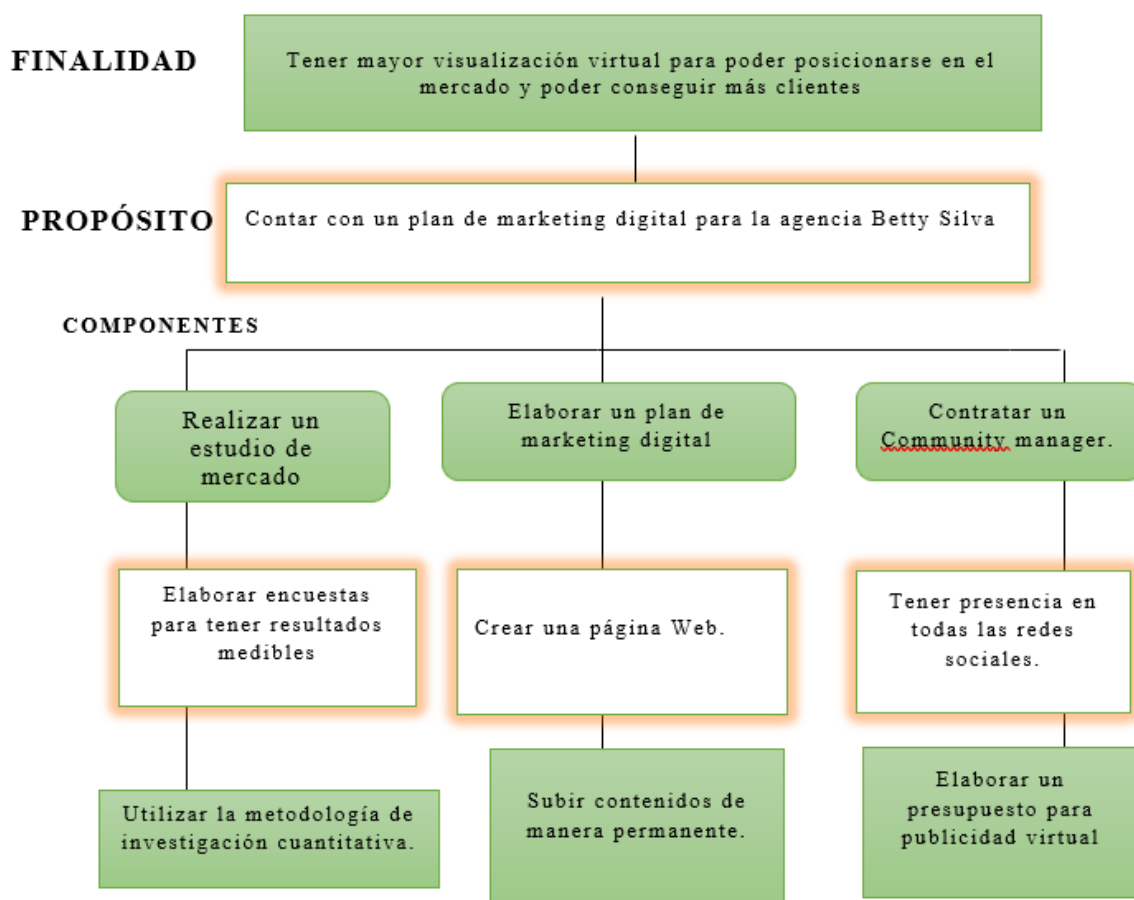 FINALIDAD
Tener mayor visualización virtual para poder posicionarse en el
mercado y poder conseguir más clientes
PROPÓSITO
Contar con un plan de marketing digital para la agencia Betty Silva
COMPONENTES
Realizar un
estudio de
mercado
Elaborar un plan de
marketing digital
Contratar un
Community manager.
Elaborar encuestas
para tener resultados
medibles
Crear una página Web.
Tener presencia en
todas las redes
sociales.
Utilizar la metodología de
investigación cuantitativa.
Subir contenidos de
manera permanente.
Elaborar un
presupuesto para
publicidad virtual